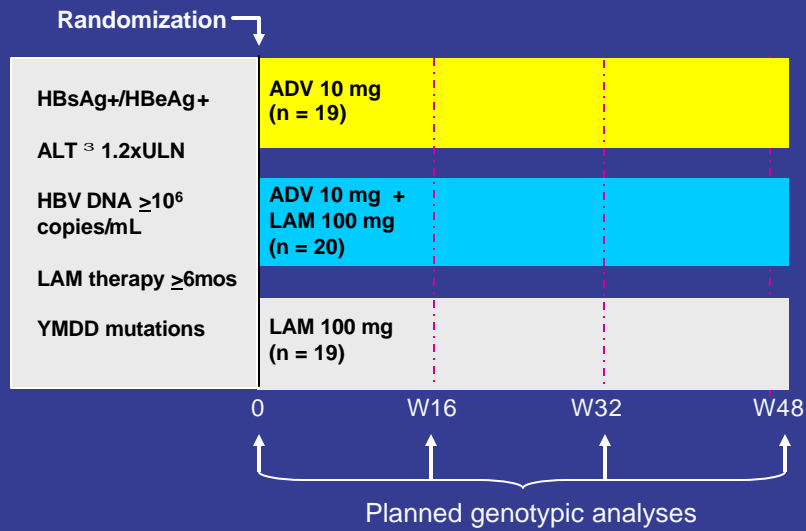 Randomization
HBsAg+/HBeAg+
ALT ³ 1.2xULN
HBV DNA ≥10⁶
copies/mL
LAM therapy ≥6mos
YMDD mutations
ADV 10 mg
(n = 19)
ADV 10 mg +
LAM 100 mg
(n = 20)
LAM 100 mg
(n = 19)
0 W16 W32 W48
Planned genotypic analyses